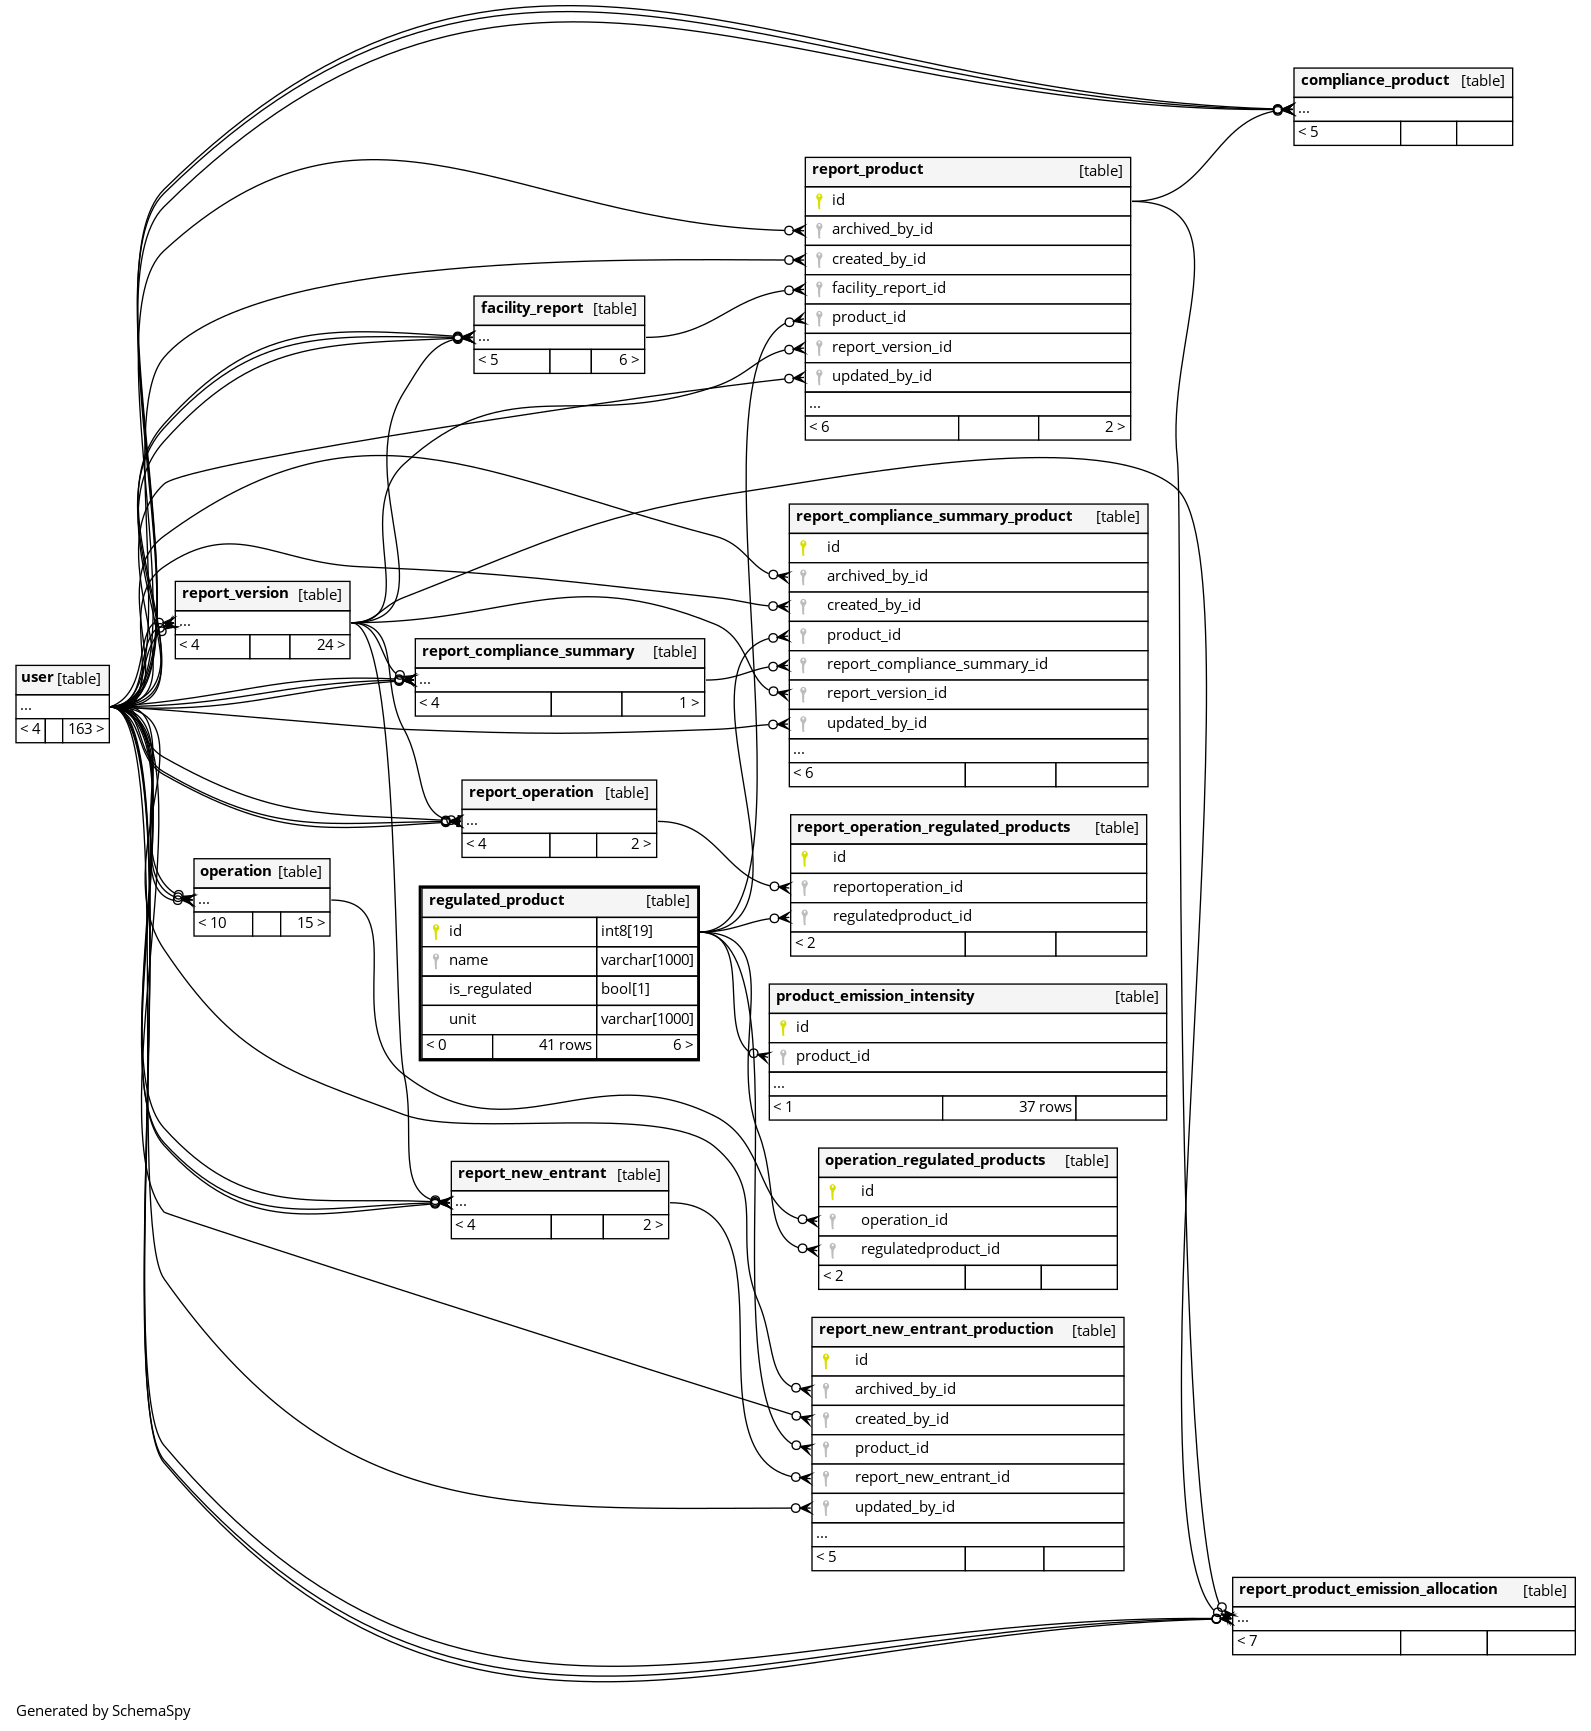 compliance_product [table]
...
< 5
report_product [table]
id
archived_by_id
created_by_id
facility_report_id
product_id
report_version_id
updated_by_id
...
< 6 2 >
facility_report [table]
...
< 5 6 >
report_compliance_summary_product [table]
id
archived_by_id
created_by_id
product_id
report_compliance_summary_id
report_version_id
updated_by_id
...
< 6
report_version [table]
...
< 4 24 >
report_compliance_summary [table]
...
< 4 1 >
user [table]
...
< 4 163 >
report_operation [table]
...
< 4 2 >
report_operation_regulated_products [table]
id
reportoperation_id
regulatedproduct_id
< 2
operation [table]
...
< 10 15 >
regulated_product [table]
id int8[19]
name varchar[1000]
is_regulated bool[1]
unit varchar[1000]
< 0 41 rows 6 >
product_emission_intensity [table]
id
product_id
...
< 1 37 rows
operation_regulated_products [table]
id
operation_id
regulatedproduct_id
< 2
report_new_entrant [table]
...
< 4 2 >
report_new_entrant_production [table]
id
archived_by_id
created_by_id
product_id
report_new_entrant_id
updated_by_id
...
< 5
report_product_emission_allocation [table]
...
< 7
Generated by SchemaSpy